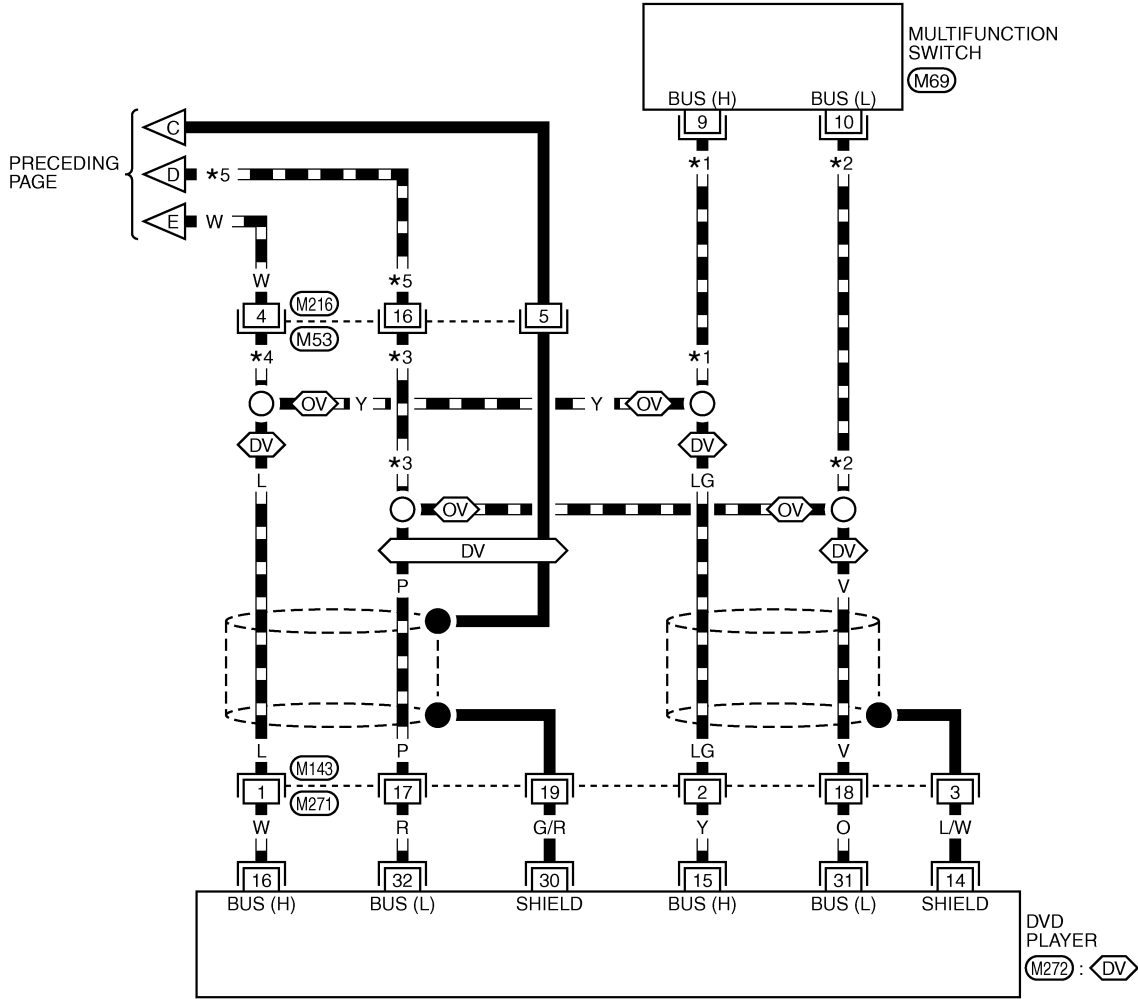 MULTIFUNCTION
SWITCH
M69
BUS (H)
BUS (L)
9
10
C
PRECEDING
PAGE
D
*5
*1
*2
E
W
W
*5
4
M216
16
5
M53
*4
*3
*1
OV
Y
Y
OV
DV
DV
*3
*2
L
LG
OV
OV
DV
DV
P
V
L
P
LG
V
M143
1
17
19
2
18
3
M271
W
R
G/R
Y
O
L/W
16
32
30
15
31
14
BUS (H)
BUS (L)
SHIELD
BUS (H)
BUS (L)
SHIELD
DVD
PLAYER
M272 : DV